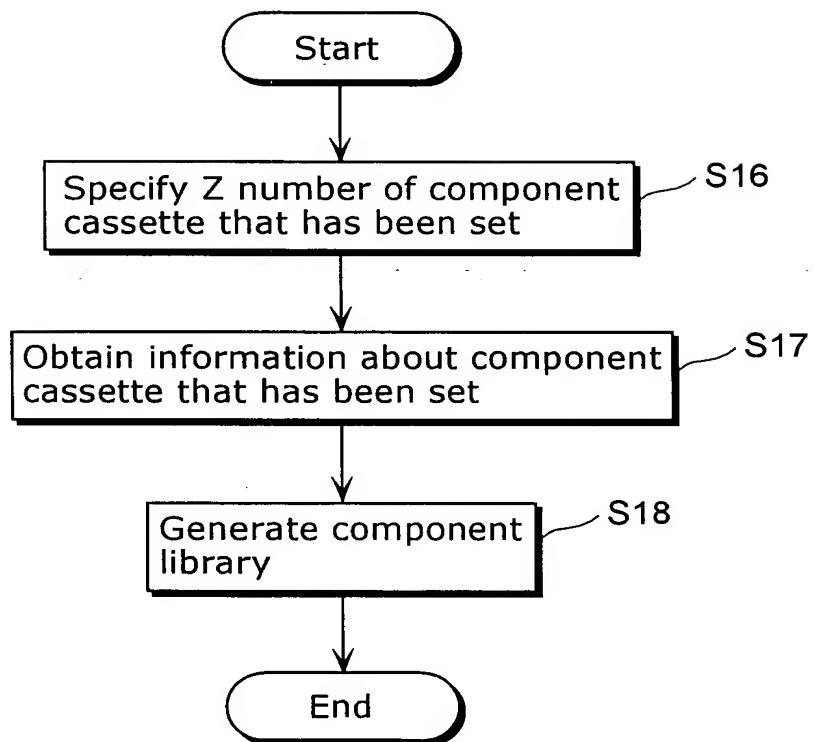 Start
Specify Z number of component
cassette that has been set
S16
Obtain information about component
cassette that has been set
S17
Generate component
library
S18
End